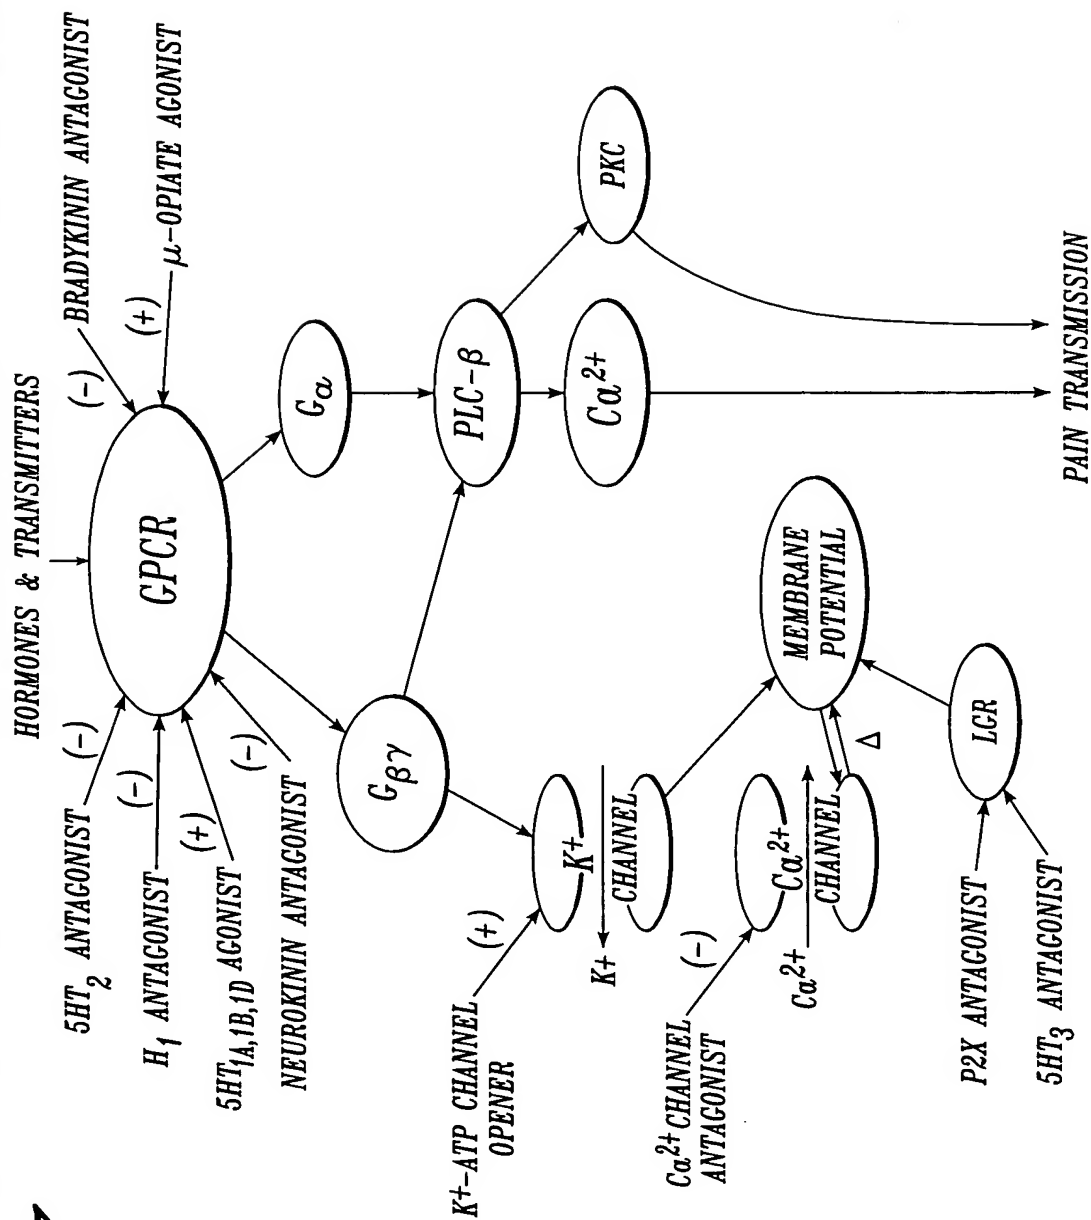 HORMONES & TRANSMITTERS
BRADYKININ ANTAGONIST
(-)
μ-OPIATE AGONIST
(+)
5HT2 ANTAGONIST
(-)
H1 ANTAGONIST
(-)
5HT1A,1B,1D AGONIST
(+)
NEUROKININ ANTAGONIST
(-)
GPCR
Gα
Gβγ
PLC-β
PKC
Ca2+
K+-ATP CHANNEL
OPENER
(+)
K+
CHANNEL
K+
Ca2+ CHANNEL
ANTAGONIST
(-)
Ca2+
CHANNEL
Ca2+
MEMBRANE
POTENTIAL
Δ
LGR
P2X ANTAGONIST
5HT3 ANTAGONIST
PAIN TRANSMISSION